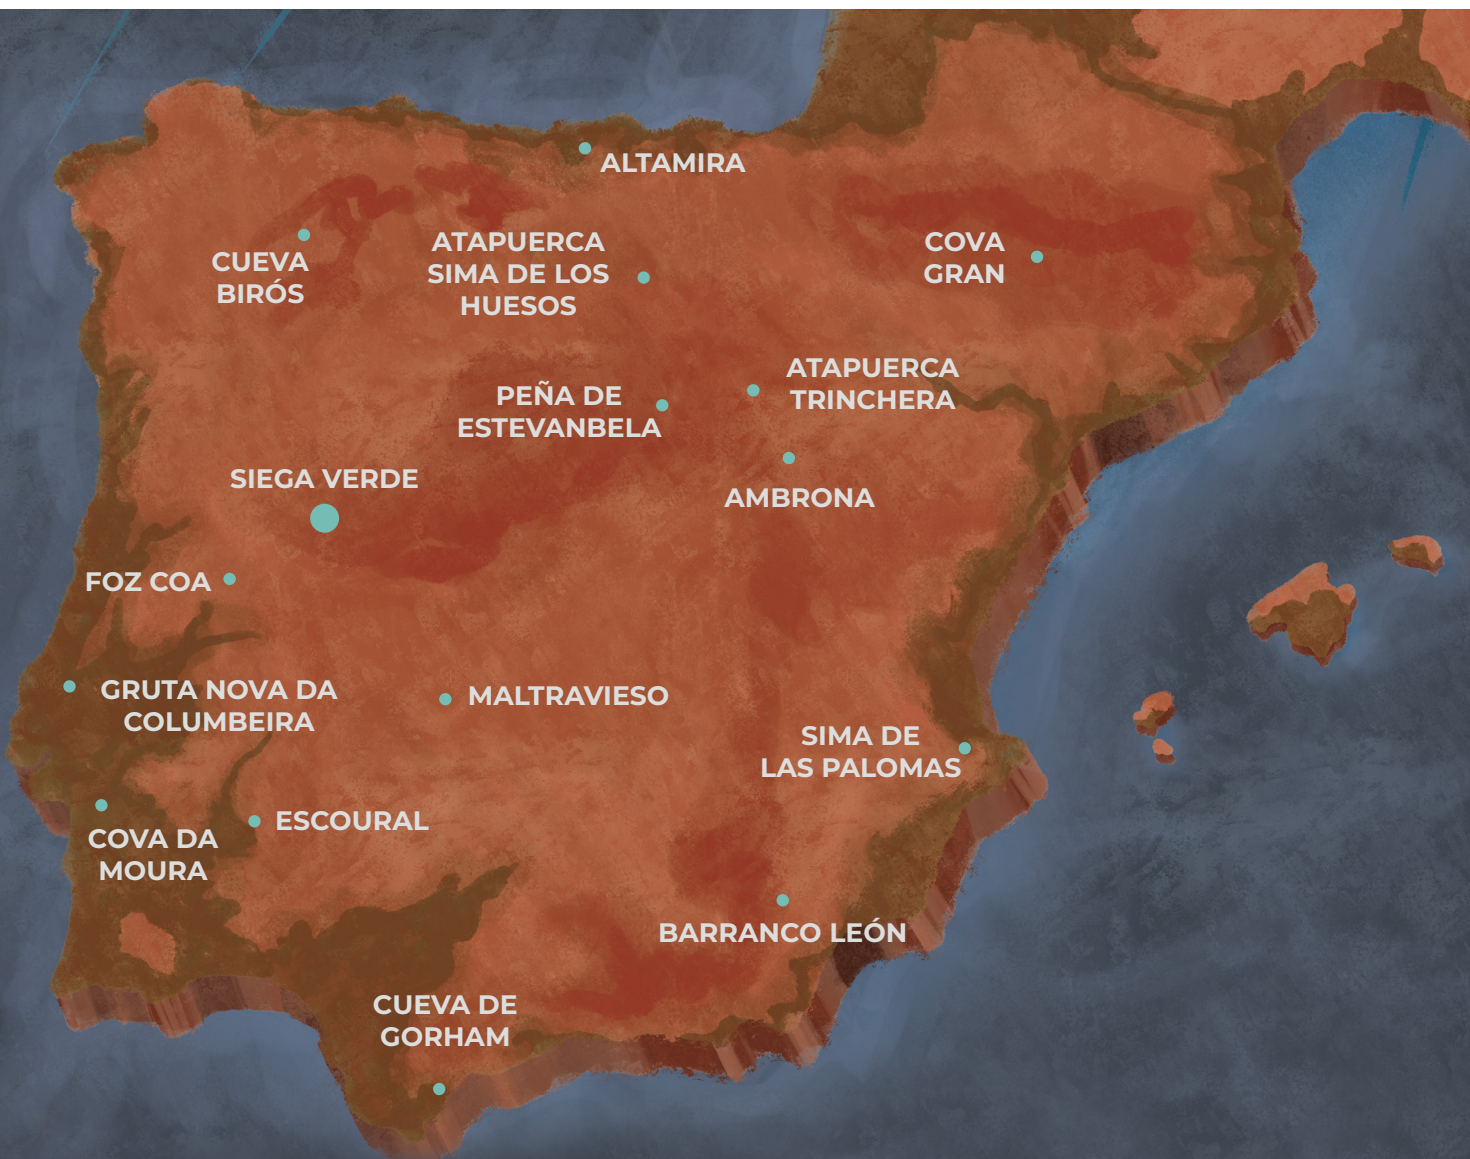 ALTAMIRA
CUEVA
BIRÓS
ATAPUERCA
SIMA DE LOS
HUESOS
COVA
GRAN
ATAPUERCA
TRINCHERA
PEÑA DE
ESTEVANBELA
SIEGA VERDE
AMBRONA
FOZ COA
GRUTA NOVA DA
COLUMBEIRA
MALTRAVIESO
SIMA DE
LAS PALOMAS
ESCOURAL
COVA DA
MOURA
BARRANCO LEÓN
CUEVA DE
GORHAM